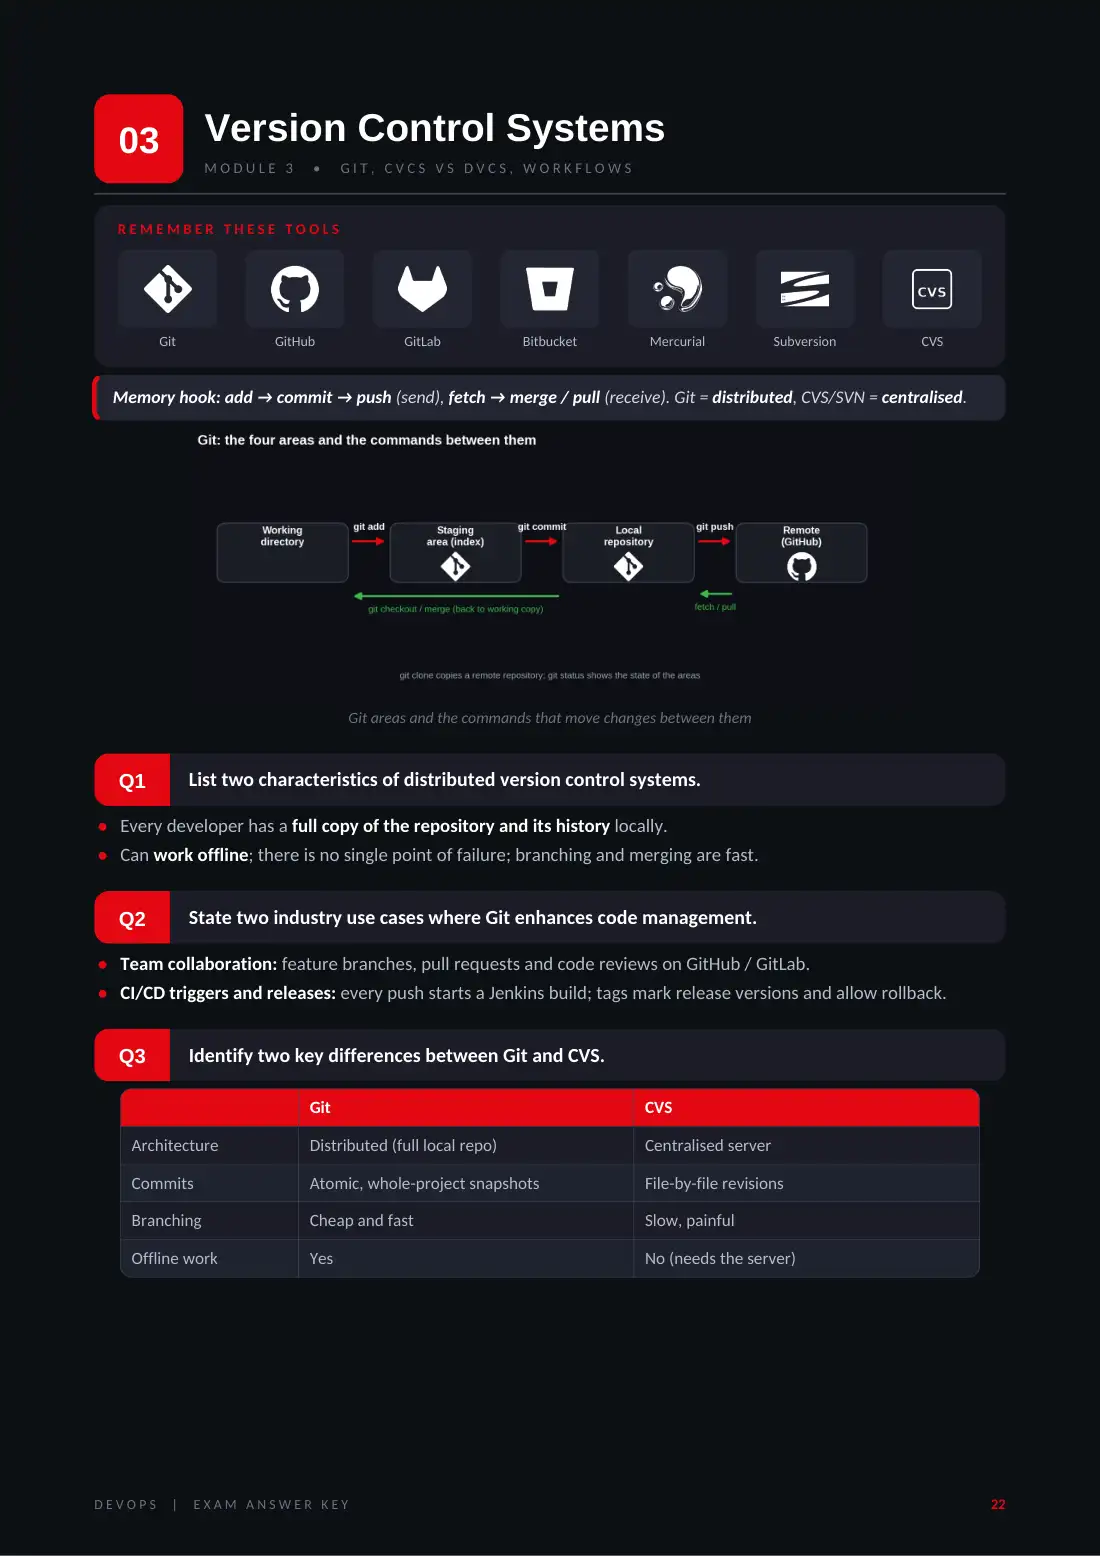 03
Version Control Systems
MODULE 3 • GIT, CVCS VS DVCS, WORKFLOWS
REMEMBER THESE TOOLS
CVS
Git GitHub GitLab Bitbucket Mercurial Subversion CVS
Memory hook: add → commit → push (send), fetch → merge / pull (receive). Git = distributed, CVS/SVN = centralised.
Git: the four areas and the commands between them
Working directory
git add
Staging area (index)
git commit
Local repository
git push
Remote (GitHub)
git checkout / merge (back to working copy)
fetch / pull
git clone copies a remote repository; git status shows the state of the areas
Git areas and the commands that move changes between them
Q1 List two characteristics of distributed version control systems.
• Every developer has a full copy of the repository and its history locally.
• Can work offline; there is no single point of failure; branching and merging are fast.
Q2 State two industry use cases where Git enhances code management.
• Team collaboration: feature branches, pull requests and code reviews on GitHub / GitLab.
• CI/CD triggers and releases: every push starts a Jenkins build; tags mark release versions and allow rollback.
Q3 Identify two key differences between Git and CVS.
Git CVS
Architecture Distributed (full local repo) Centralised server
Commits Atomic, whole-project snapshots File-by-file revisions
Branching Cheap and fast Slow, painful
Offline work Yes No (needs the server)
DEVOPS | EXAM ANSWER KEY 22